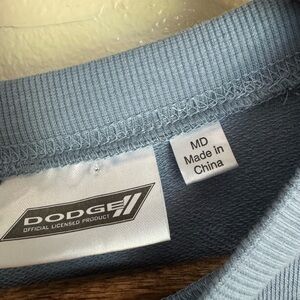 DODGE
OFFICIAL LICENSED PRODUCT
MD
Made in
China